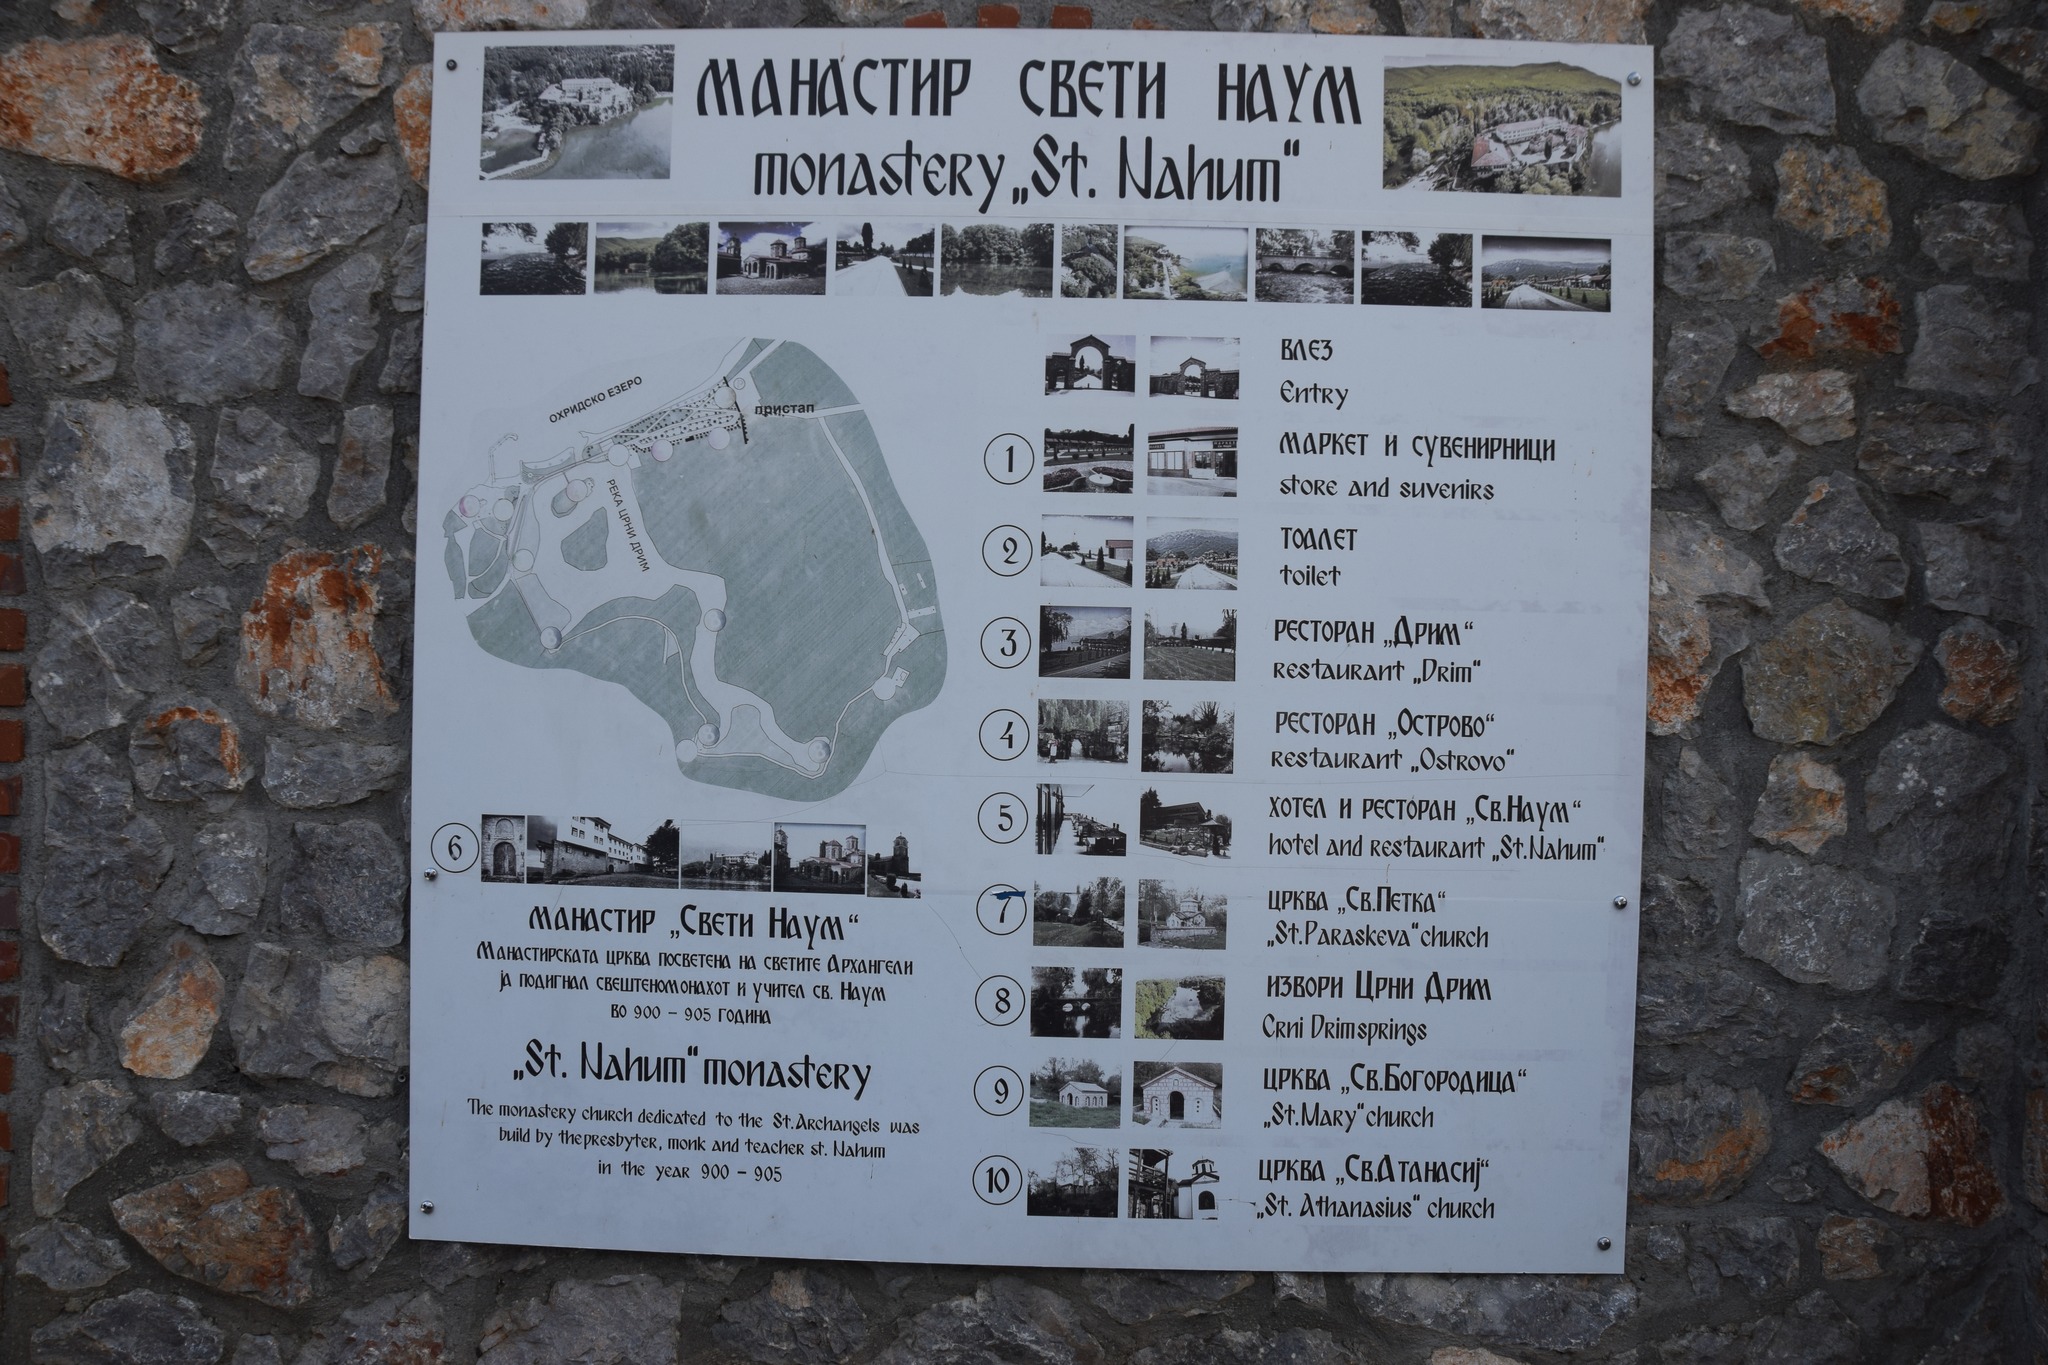 МАНАСТИР СВЕТИ НАУМ
monastery „St. Nahum“
ОХРИДСКО ЕЗЕРО
пристап
РЕКА ЦРНИ ДРИМ
ВЛЕЗ
Entry
1
МАРКЕТ И СУВЕНИРНИЦИ
store and suvenirs
2
ТОАЛЕТ
toilet
3
РЕСТОРАН „ДРИМ“
restaurant „Drim“
4
РЕСТОРАН „ОСТРОВО“
restaurant „Ostrovo“
5
ХОТЕЛ И РЕСТОРАН „СВ.НАУМ“
hotel and restaurant „St.Nahum“
7
ЦРКВА „СВ.ПЕТКА“
„St.Paraskeva“church
8
ИЗВОРИ ЦРНИ ДРИМ
Crni Drimsprings
9
ЦРКВА „СВ.БОГОРОДИЦА“
„St.Mary“church
10
ЦРКВА „СВ.АТАНАСИЈ“
„St. Athanasius“ church
6
МАНАСТИР „СВЕТИ НАУМ“
МАНАСТИРСКАТА ЦРКВА ПОСВЕТЕНА НА СВЕТИТЕ АРХАНГЕЛИ
ЈА ПОДИГНАЛ СВЕШТЕНОМОНАХОТ И УЧИТЕЛ СВ. НАУМ
ВО 900 – 905 ГОДИНА
„St. Nahum“monastery
The monastery church dedicated to the St.Archangels was
build by thepresbyter, monk and teacher st. Nahum
in the year 900 – 905